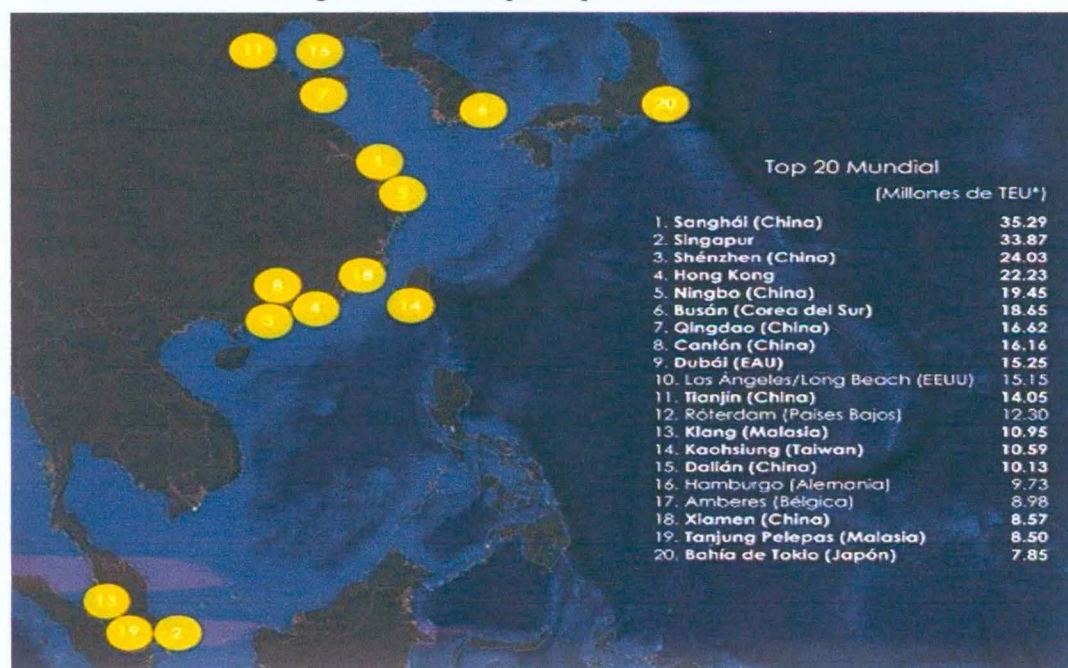 11
15
7
6
20
1
5
8
18
3
4
14
13
19
2
Top 20 Mundial
(Millones de TEU*)
1. Sanghái (China) 35.29
2. Singapur 33.87
3. Shénzhen (China) 24.03
4. Hong Kong 22.23
5. Ningbo (China) 19.45
6. Busán (Corea del Sur) 18.65
7. Qingdao (China) 16.62
8. Cantón (China) 16.16
9. Dubái (EAU) 15.25
10. Los Ángeles/Long Beach (EEUU) 15.15
11. Tianjin (China) 14.05
12. Róterdam (Países Bajos) 12.30
13. Klang (Malasia) 10.95
14. Kaohsiung (Taiwan) 10.59
15. Dalián (China) 10.13
16. Hamburgo (Alemania) 9.73
17. Amberes (Bélgica) 8.98
18. Xiamen (China) 8.57
19. Tanjung Pelepas (Malasia) 8.50
20. Bahía de Tokio (Japón) 7.85